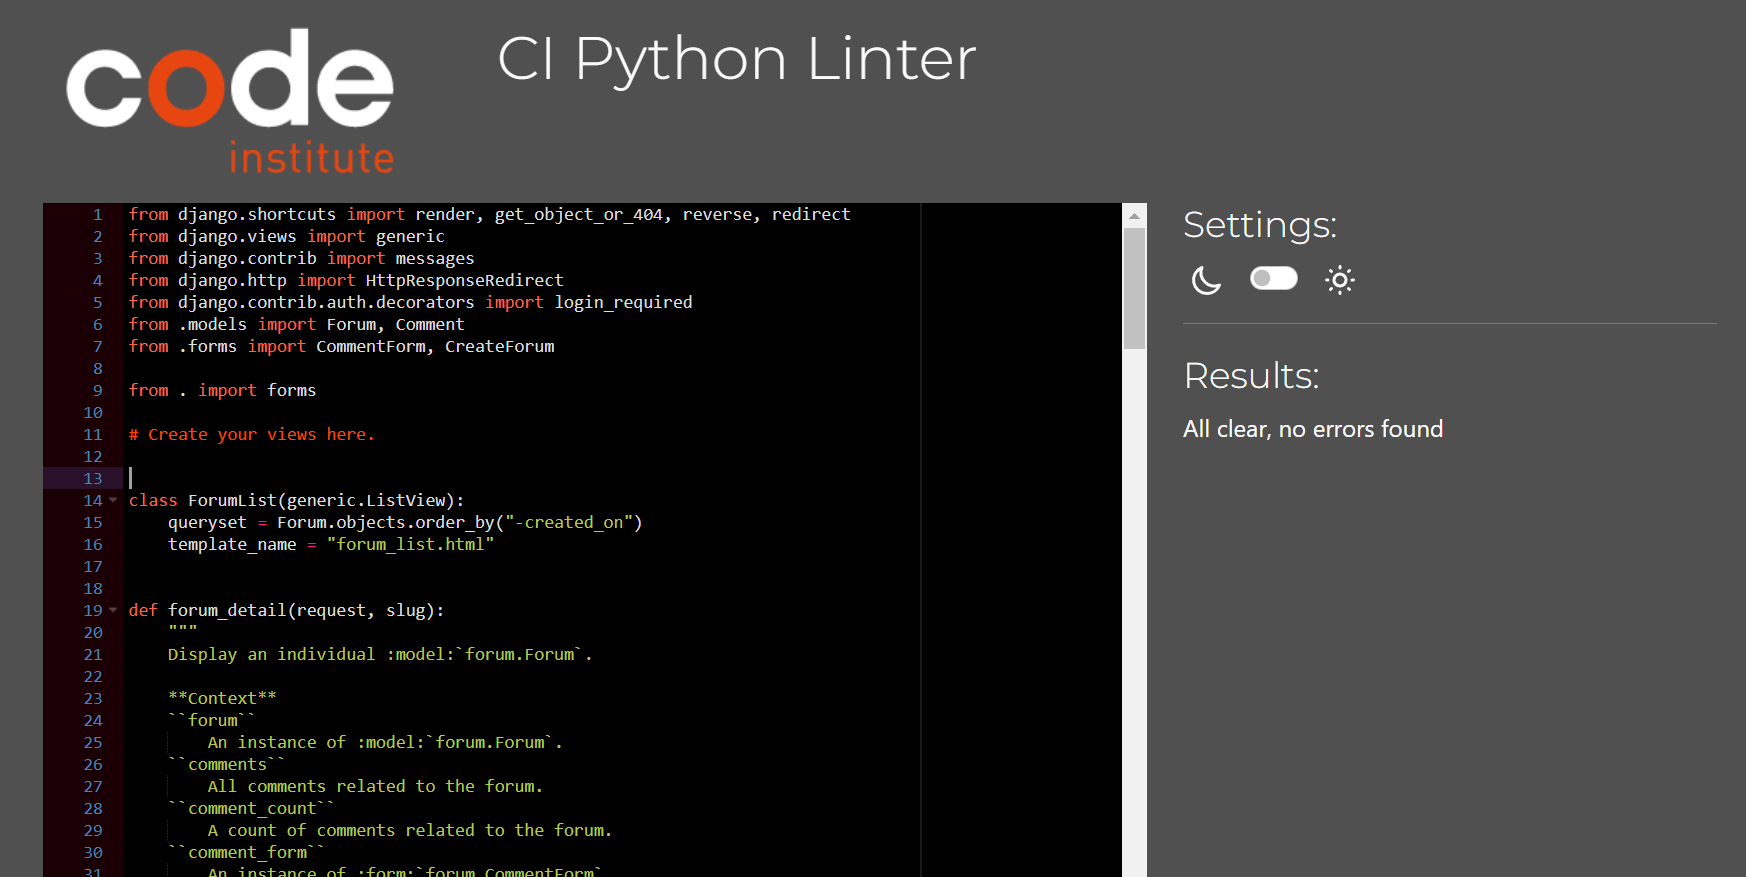 code
institute
CI Python Linter
1 from django.shortcuts import render, get_object_or_404, reverse, redirect
2 from django.views import generic
3 from django.contrib import messages
4 from django.http import HttpResponseRedirect
5 from django.contrib.auth.decorators import login_required
6 from .models import Forum, Comment
7 from .forms import CommentForm, CreateForum
8
9 from . import forms
10
11 # Create your views here.
12
13
14 class ForumList(generic.ListView):
15     queryset = Forum.objects.order_by("-created_on")
16     template_name = "forum_list.html"
17
18
19 def forum_detail(request, slug):
20     """
21     Display an individual :model:`forum.Forum`.
22
23     **Context**
24     ``forum``
25         An instance of :model:`forum.Forum`.
26     ``comments``
27         All comments related to the forum.
28     ``comment_count``
29         A count of comments related to the forum.
30     ``comment_form``
31         An instance of :form:`forum.CommentForm`
Settings:
Results:
All clear, no errors found